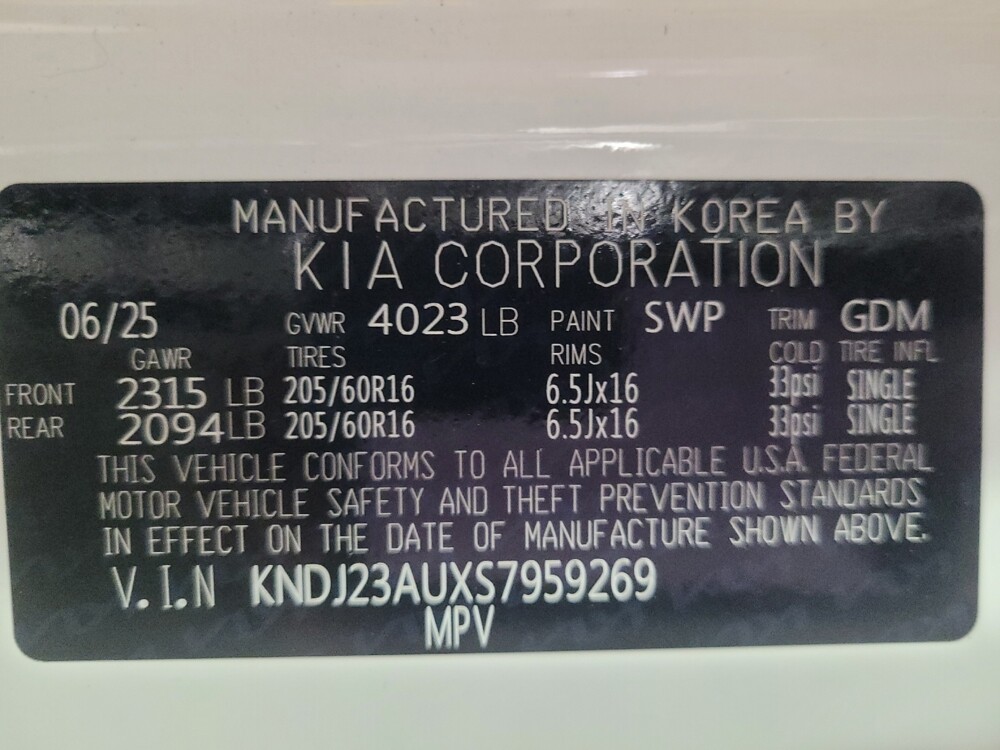 MANUFACTURED IN KOREA BY
KIA CORPORATION
06/25 GVWR 4023 LB PAINT SWP TRIM GDM
GAWR TIRES RIMS COLD TIRE INFL
FRONT 2315 LB 205/60R16 6.5Jx16 33psi SINGLE
REAR 2094 LB 205/60R16 6.5Jx16 33psi SINGLE
THIS VEHICLE CONFORMS TO ALL APPLICABLE U.S.A. FEDERAL
MOTOR VEHICLE SAFETY AND THEFT PREVENTION STANDARDS
IN EFFECT ON THE DATE OF MANUFACTURE SHOWN ABOVE.
V.I.N KNDJ23AUXS7959269
MPV